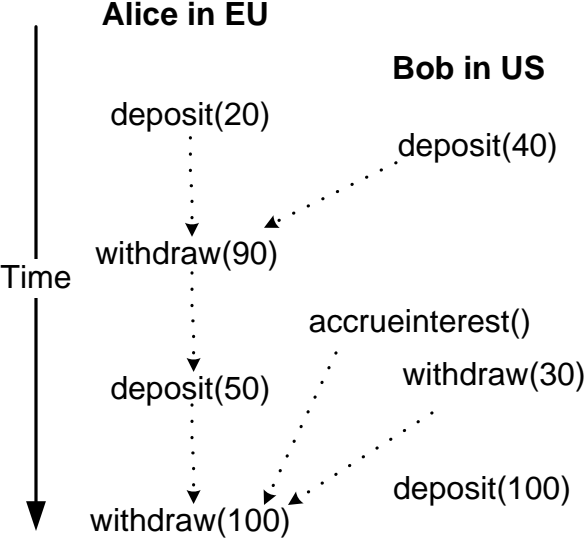 Alice in EU
Bob in US
deposit(20)
deposit(40)
withdraw(90)
Time
accrueinterest()
deposit(50)
withdraw(30)
deposit(100)
withdraw(100)